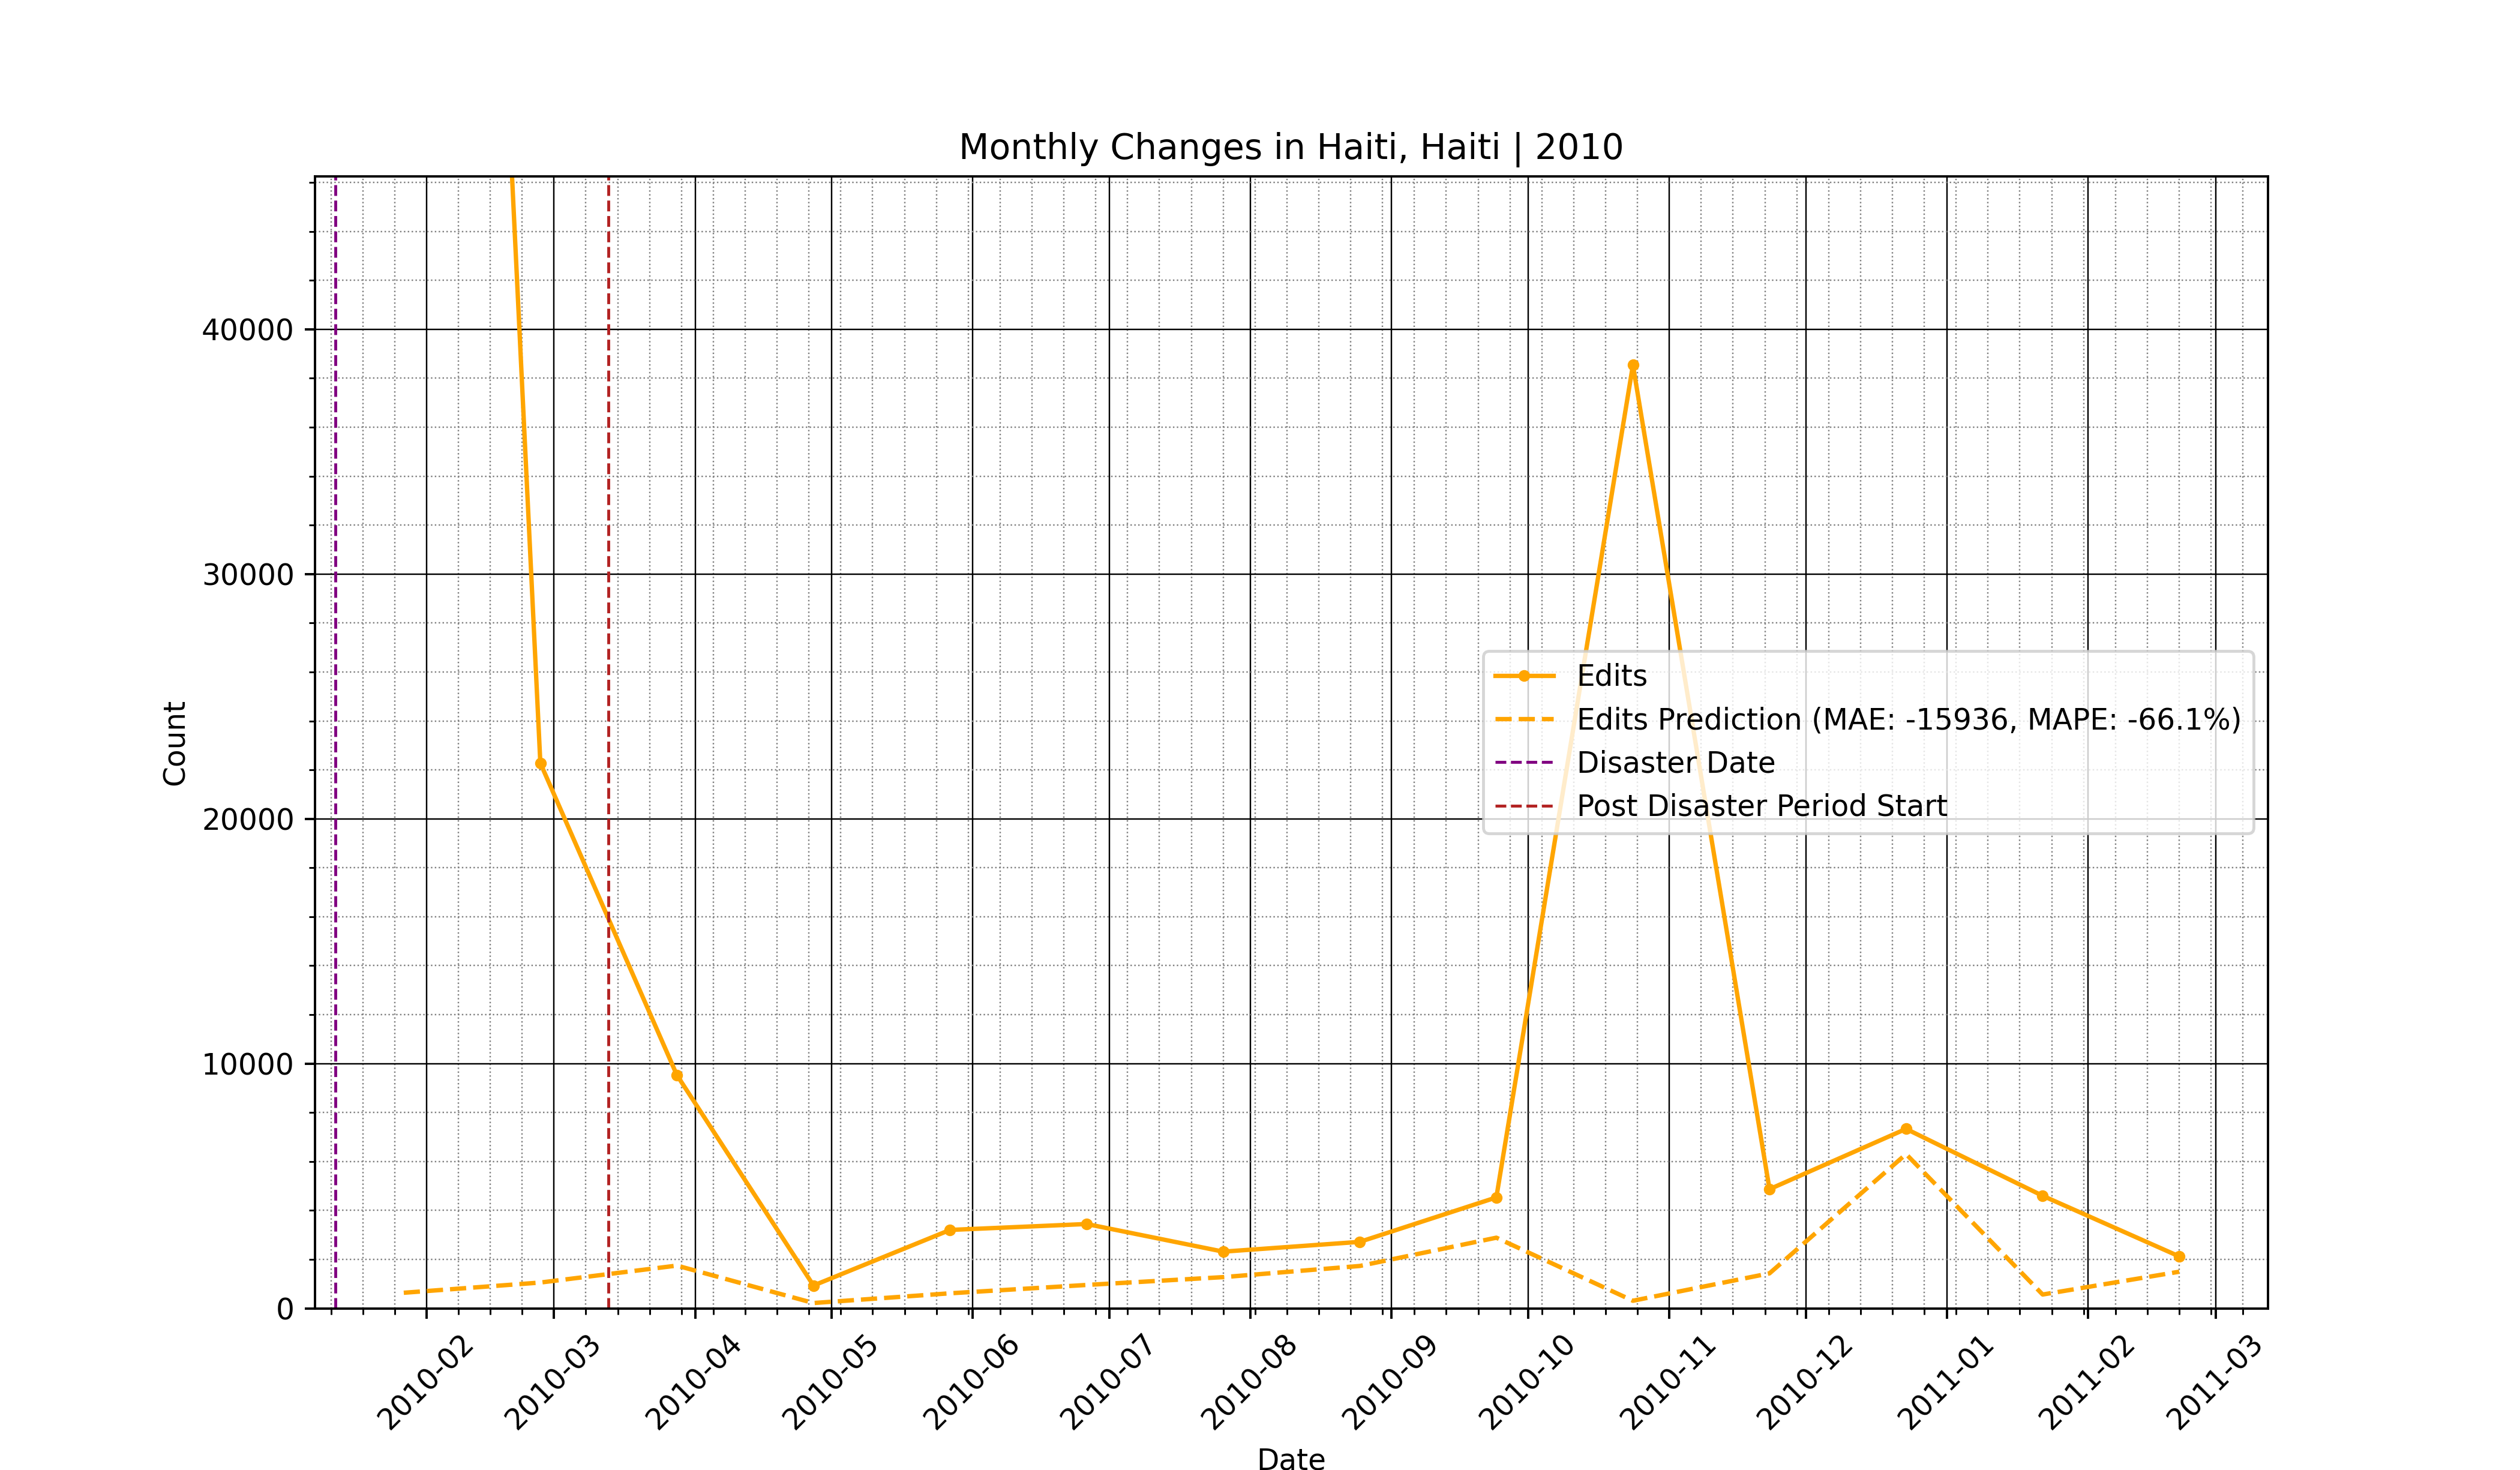 Monthly Changes in Haiti, Haiti | 2010
Count
40000
30000
20000
10000
0
Edits
Edits Prediction (MAE: -15936, MAPE: -66.1%)
Disaster Date
Post Disaster Period Start
2010-02
2010-03
2010-04
2010-05
2010-06
2010-07
2010-08
2010-09
2010-10
2010-11
2010-12
2011-01
2011-02
2011-03
Date